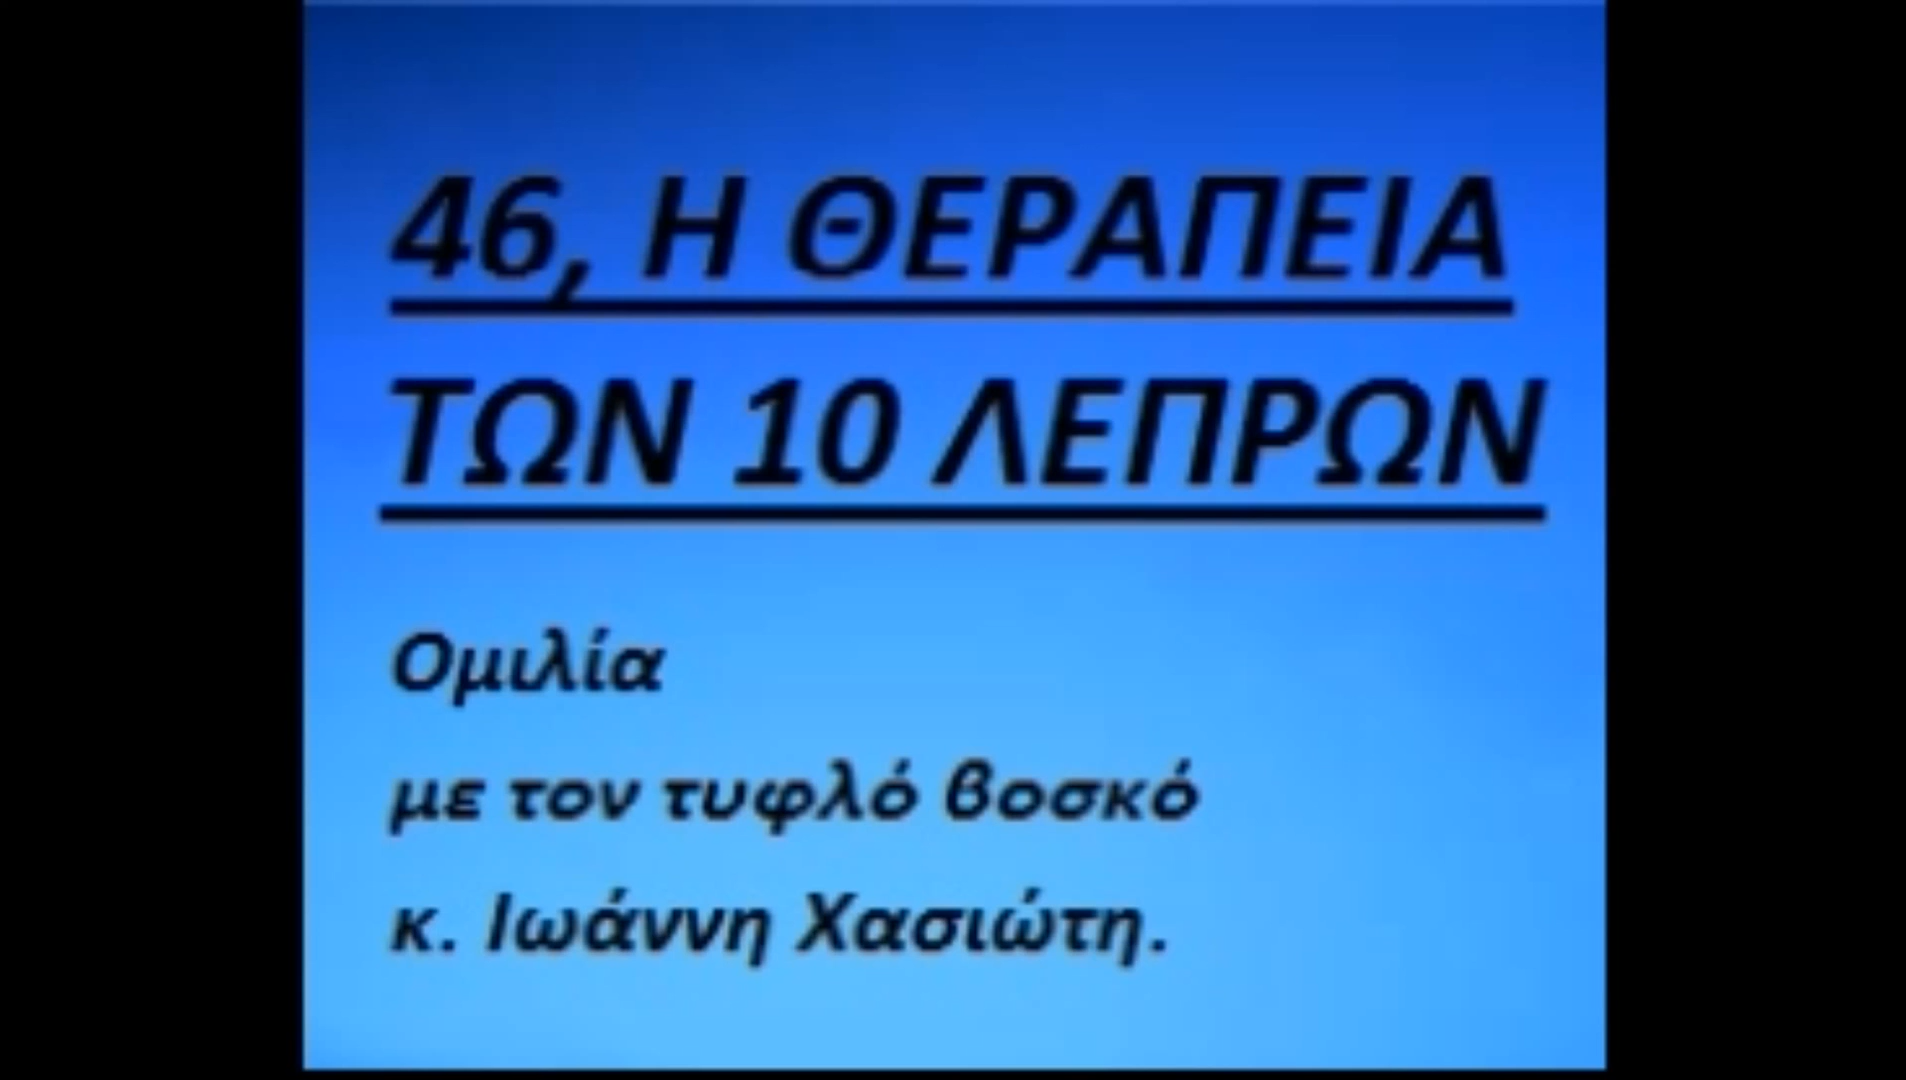 46, Η ΘΕΡΑΠΕΙΑ
ΤΩΝ 10 ΛΕΠΡΩΝ
Ομιλία
με τον τυφλό βοσκό
κ. Ιωάννη Χασιώτη.